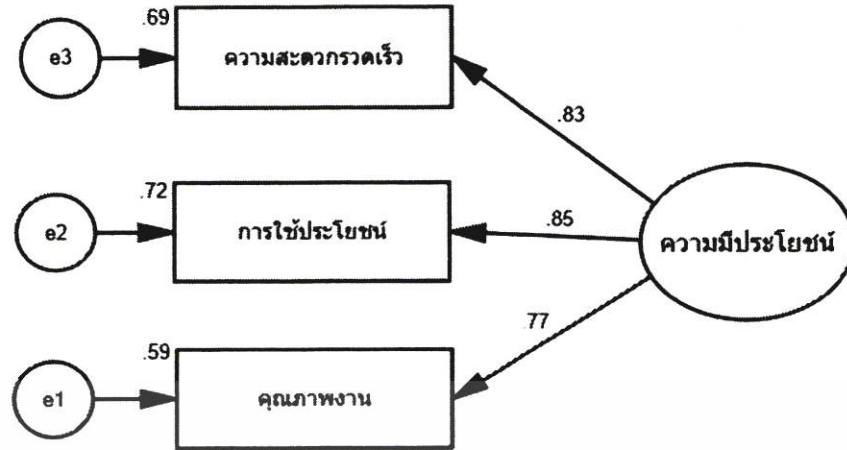 .69
e3
ความสะดวกรวดเร็ว
.83
.72
e2
การใช้ประโยชน์
.85
ความมีประโยชน์
.77
.59
e1
คุณภาพงาน